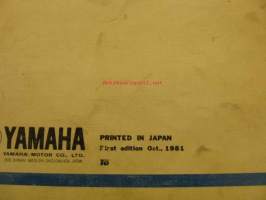 YAMAHA
YAMAHA MOTOR CO., LTD.
PRINTED IN JAPAN
First edition Oct., 1981